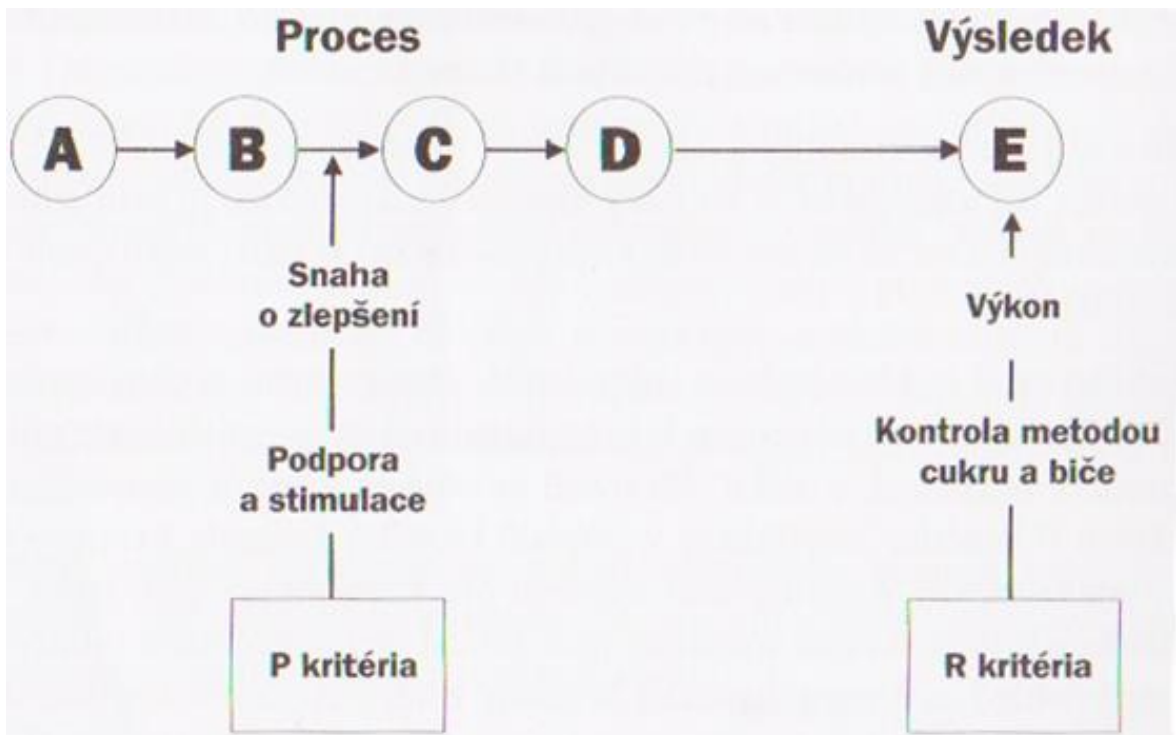 Proces
Výsledek
A
B
C
D
E
Snaha
o zlepšení
Výkon
Podpora
a stimulace
Kontrola metodou
cukru a biče
P kritéria
R kritéria